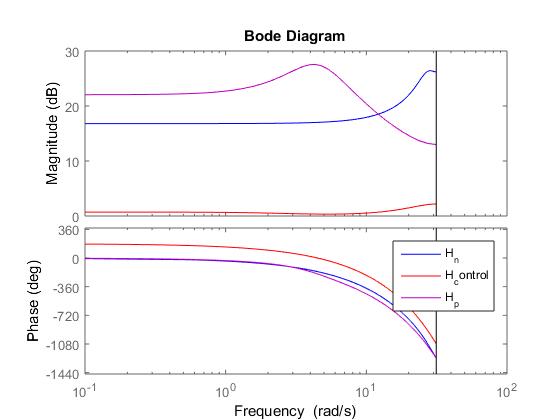 Bode Diagram
Magnitude (dB)
30
20
10
0
Phase (deg)
360
0
-360
-720
-1080
-1440
H_n
H_control
H_p
10^-1
10^0
10^1
10^2
Frequency (rad/s)